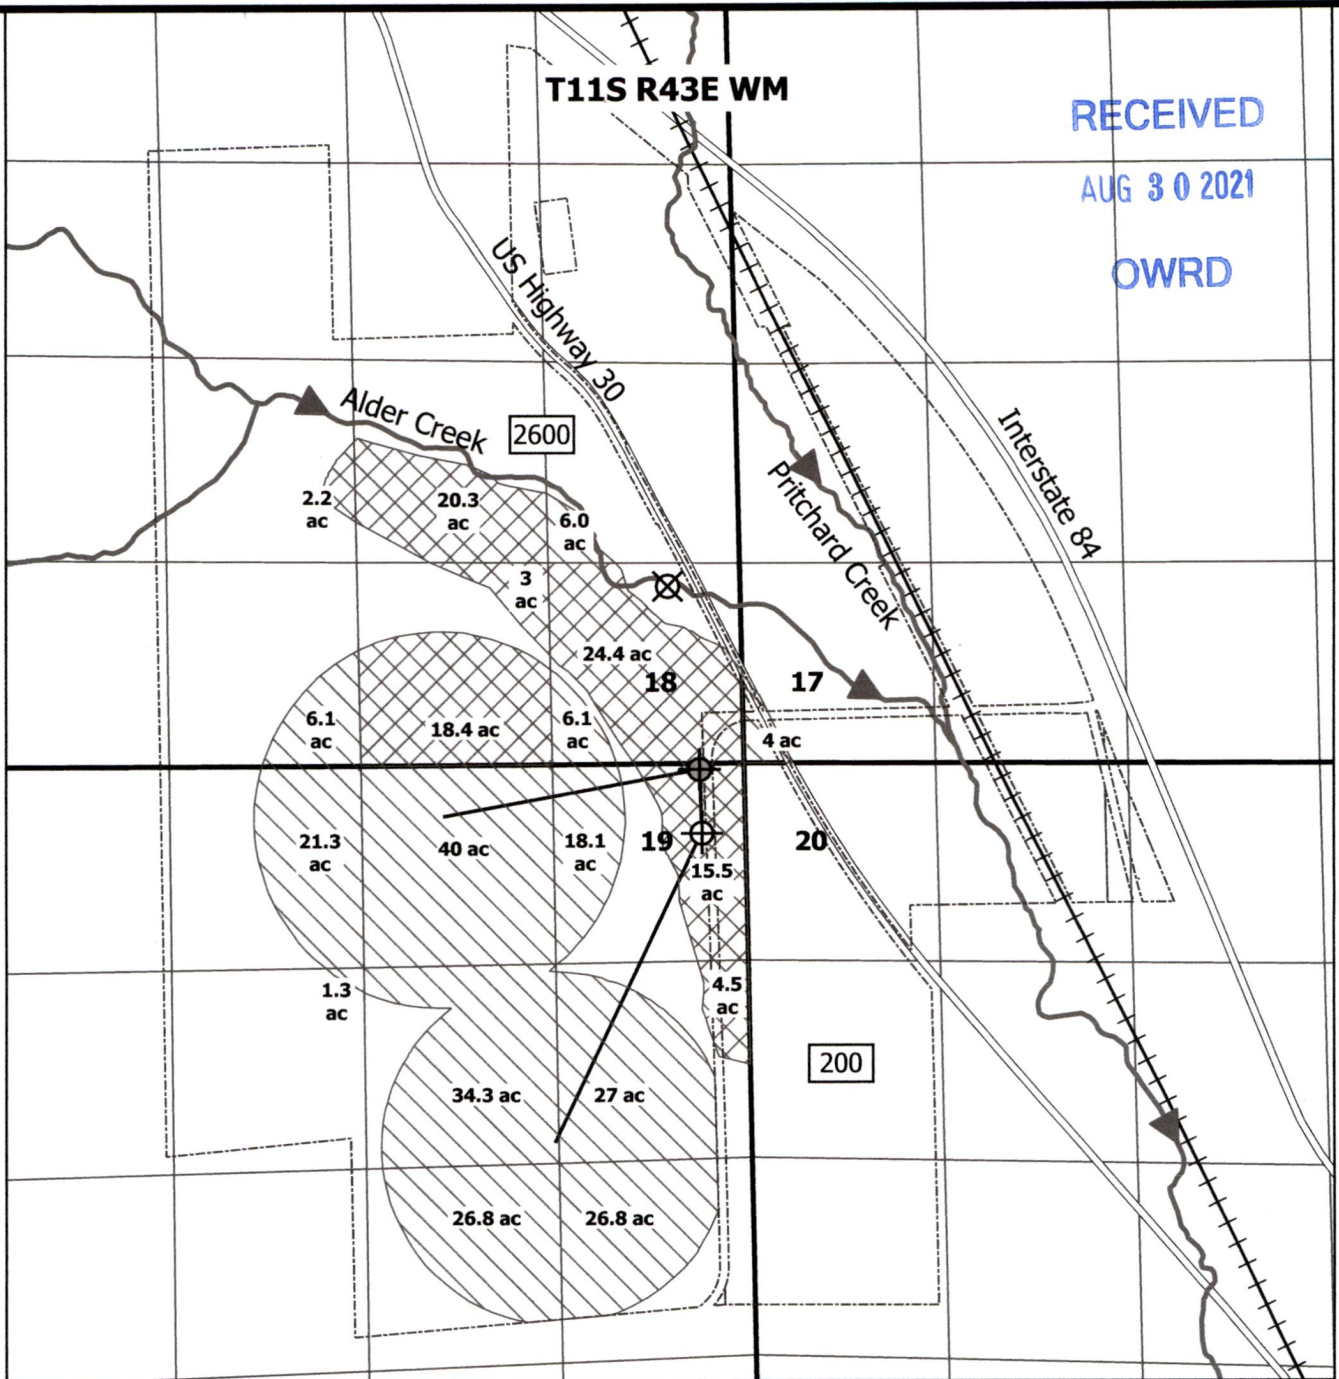 T11S R43E WM
RECEIVED
AUG 30 2021
OWRD
US Highway 30
Alder Creek
2600
Interstate 84
Pritchard Creek
2.2
ac
20.3
ac
6.0
ac
3
ac
24.4 ac
18
17
6.1
ac
18.4 ac
6.1
ac
4 ac
21.3
ac
40 ac
18.1
ac
19
20
15.5
ac
1.3
ac
4.5
ac
200
34.3 ac
27 ac
26.8 ac
26.8 ac